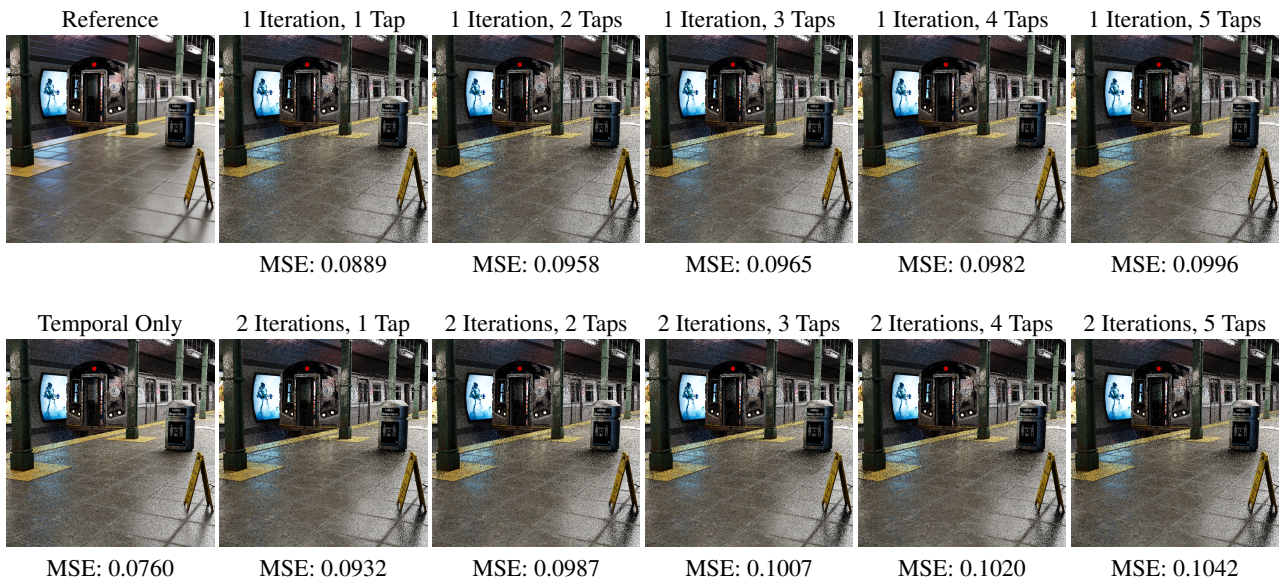 Reference
1 Iteration, 1 Tap
1 Iteration, 2 Taps
1 Iteration, 3 Taps
1 Iteration, 4 Taps
1 Iteration, 5 Taps
MSE: 0.0889
MSE: 0.0958
MSE: 0.0965
MSE: 0.0982
MSE: 0.0996
Temporal Only
2 Iterations, 1 Tap
2 Iterations, 2 Taps
2 Iterations, 3 Taps
2 Iterations, 4 Taps
2 Iterations, 5 Taps
MSE: 0.0760
MSE: 0.0932
MSE: 0.0987
MSE: 0.1007
MSE: 0.1020
MSE: 0.1042